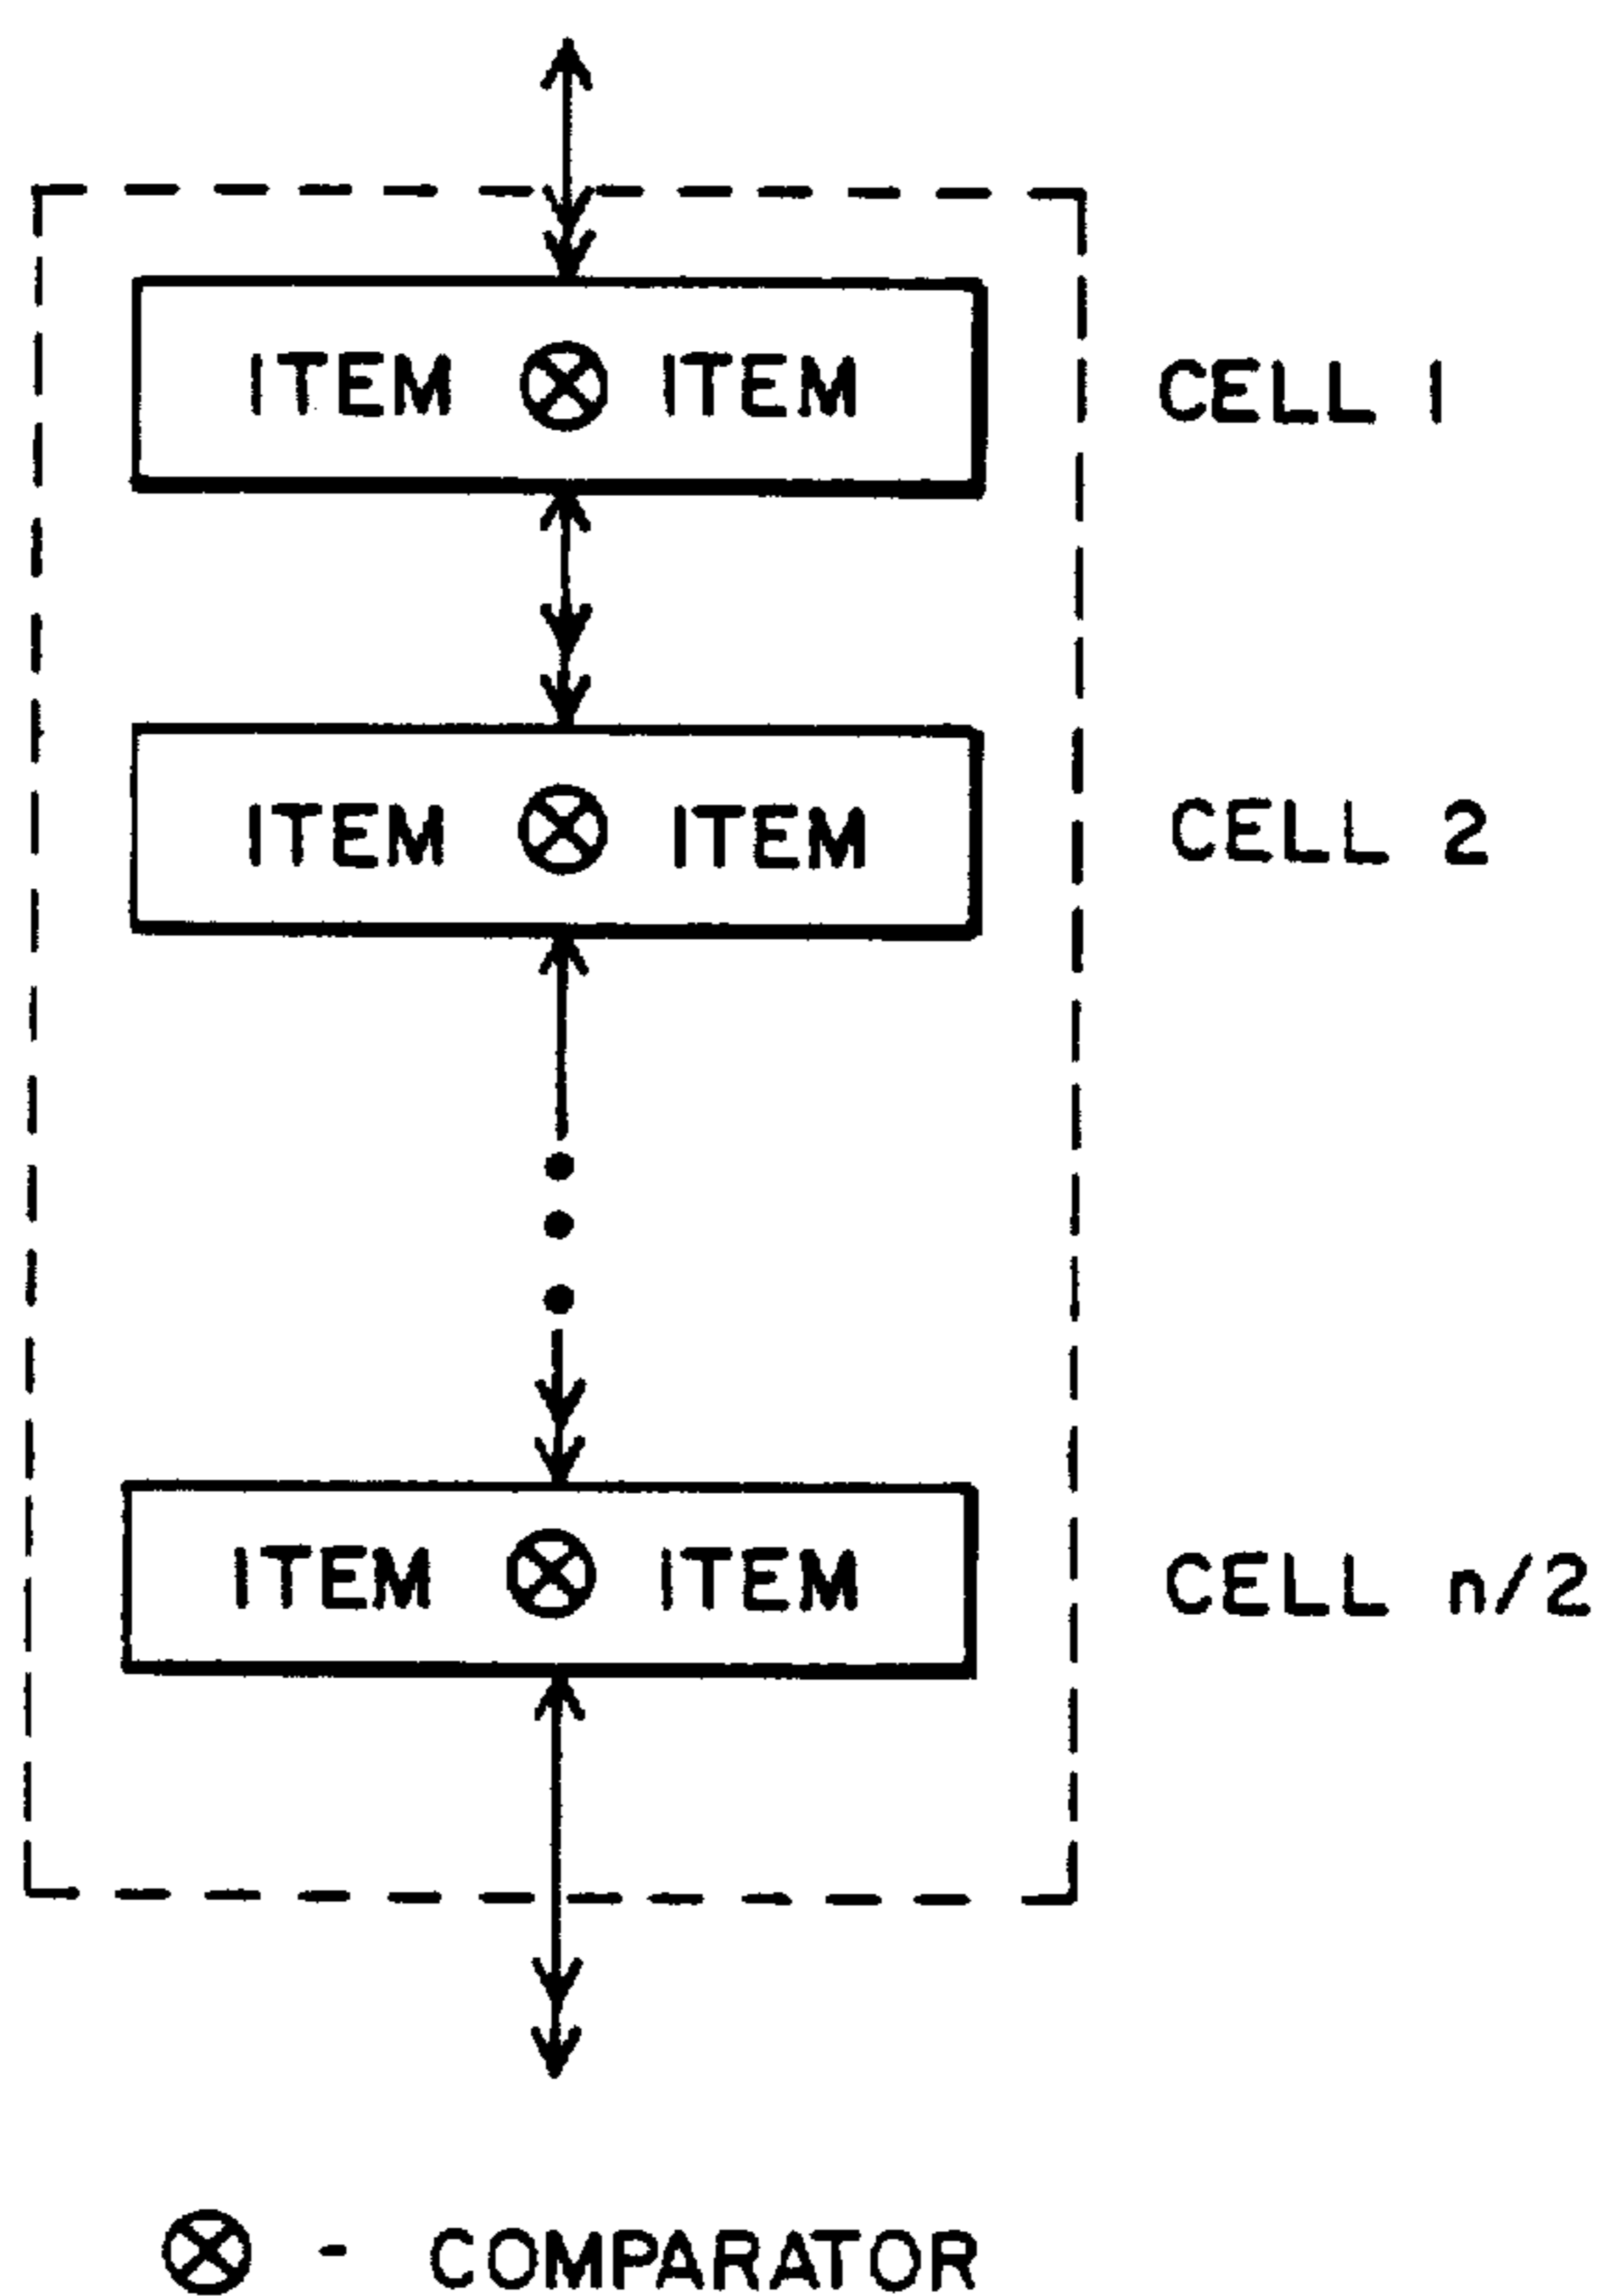 ITEM ⊗ ITEM CELL 1
ITEM ⊗ ITEM CELL 2
ITEM ⊗ ITEM CELL n/2
⊗ - COMPARATOR